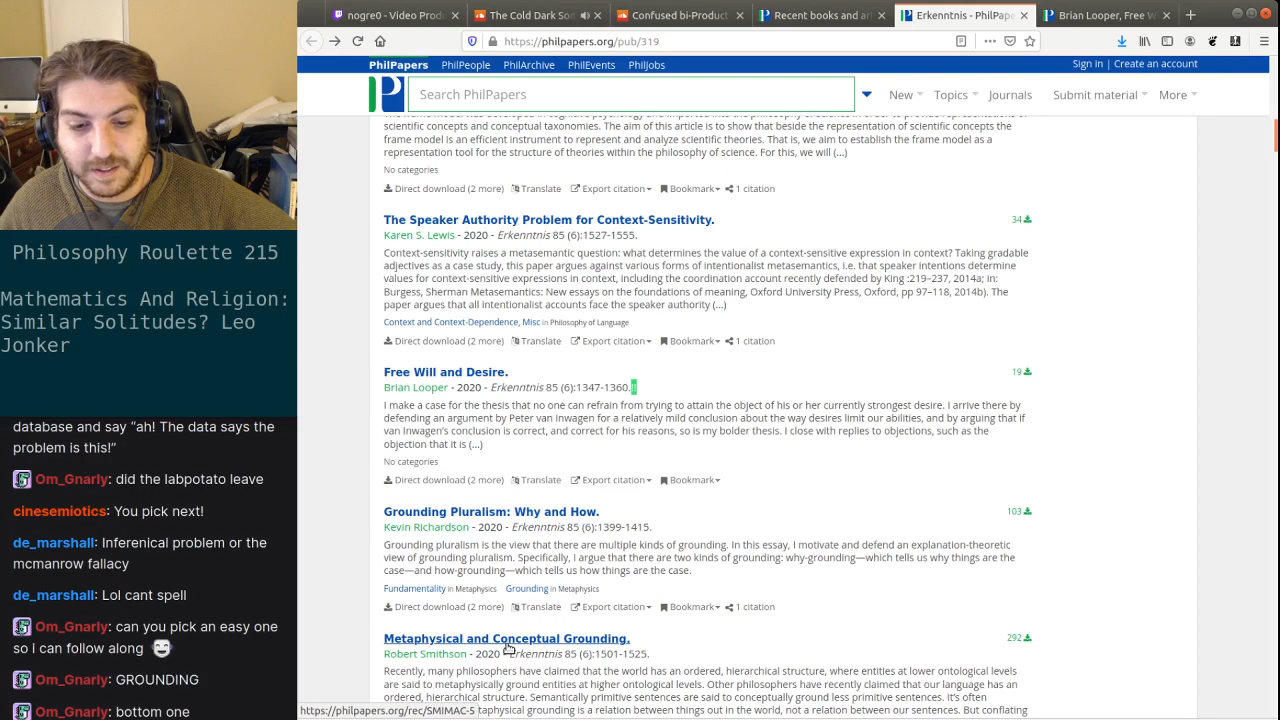 nogre0 - Video Produ
The Cold Dark Som
Confused bi-Product
Recent books and ar
Erkenntnis - PhilPape
Brian Looper, Free W
https://philpapers.org/pub/319
PhilPapers PhilPeople PhilArchive PhilEvents PhilJobs
Sign in | Create an account
Search PhilPapers
New Topics Journals Submit material More
scientific concepts and conceptual taxonomies. The aim of this article is to show that beside the representation of scientific concepts the
frame model is an efficient instrument to represent and analyze scientific theories. That is, we aim to establish the frame model as a
representation tool for the structure of theories within the philosophy of science. For this, we will (...)
No categories
Direct download (2 more) Translate Export citation Bookmark 1 citation
The Speaker Authority Problem for Context-Sensitivity. 34
Karen S. Lewis - 2020 - Erkenntnis 85 (6):1527-1555.
Context-sensitivity raises a metasemantic question: what determines the value of a context-sensitive expression in context? Taking gradable
adjectives as a case study, this paper argues against various forms of intentionalist metasemantics, i.e. that speaker intentions determine
values for context-sensitive expressions in context, including the coordination account recently defended by King :219–237, 2014a; in:
Burgess, Sherman Metasemantics: New essays on the foundations of meaning, Oxford University Press, Oxford, pp 97–118, 2014b). The
paper argues that all intentionalist accounts face the speaker authority (...)
Context and Context-Dependence, Misc in Philosophy of Language
Direct download (2 more) Translate Export citation Bookmark 1 citation
Free Will and Desire. 19
Brian Looper - 2020 - Erkenntnis 85 (6):1347-1360.
I make a case for the thesis that no one can refrain from trying to attain the object of his or her currently strongest desire. I arrive there by
defending an argument by Peter van Inwagen for a relatively mild conclusion about the way desires limit our abilities, and by arguing that if
van Inwagen's conclusion is correct, and correct for his reasons, so is my bolder thesis. I close with replies to objections, such as the
objection that it is (...)
No categories
Direct download (2 more) Translate Export citation Bookmark
Grounding Pluralism: Why and How. 103
Kevin Richardson - 2020 - Erkenntnis 85 (6):1399-1415.
Grounding pluralism is the view that there are multiple kinds of grounding. In this essay, I motivate and defend an explanation-theoretic
view of grounding pluralism. Specifically, I argue that there are two kinds of grounding: why-grounding—which tells us why things are the
case—and how-grounding—which tells us how things are the case.
Fundamentality in Metaphysics Grounding in Metaphysics
Direct download (2 more) Translate Export citation Bookmark 1 citation
Metaphysical and Conceptual Grounding. 292
Robert Smithson - 2020 - Erkenntnis 85 (6):1501-1525.
Recently, many philosophers have claimed that the world has an ordered, hierarchical structure, where entities at lower ontological levels
are said to metaphysically ground entities at higher ontological levels. Other philosophers have recently claimed that our language has an
ordered, hierarchical structure. Semantically primitive sentences are said to conceptually ground less primitive sentences. It's often
taphysical grounding is a relation between things out in the world, not a relation between our sentences. But conflating
https://philpapers.org/rec/SMIMAC-5
Philosophy Roulette 215
Mathematics And Religion:
Similar Solitudes? Leo
Jonker
database and say “ah! The data says the
problem is this!”
Om_Gnarly: did the labpotato leave
cinesemiotics: You pick next!
de_marshall: Inferenical problem or the
mcmanrow fallacy
de_marshall: Lol cant spell
Om_Gnarly: can you pick an easy one
so I can follow along
Om_Gnarly: GROUNDING
Om_Gnarly: bottom one